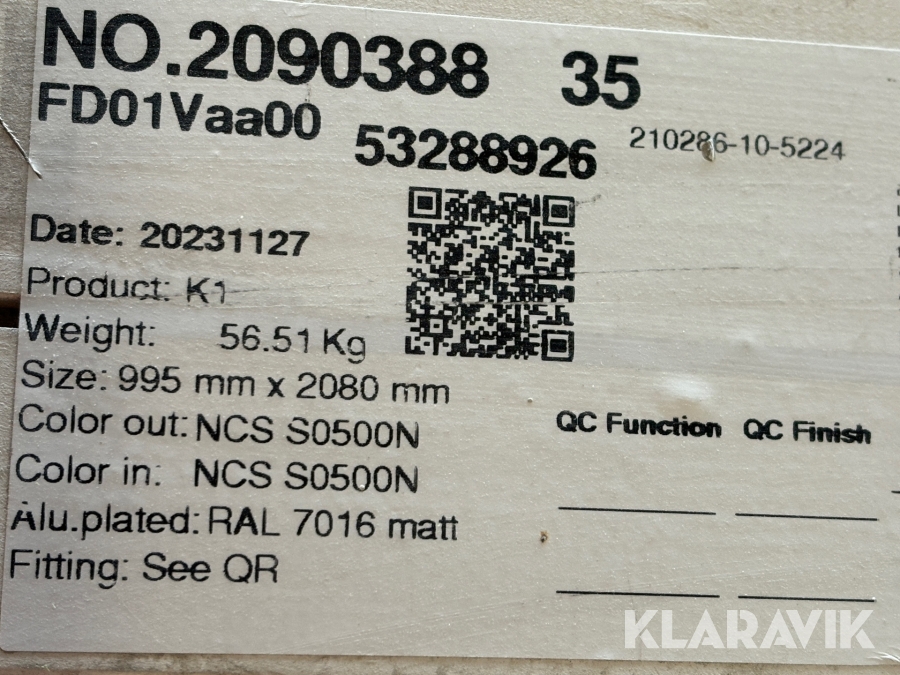 NO.2090388 35
FD01Vaa00 53288926 210286-10-5224
Date: 20231127
Product: K1
Weight: 56.51 Kg
Size: 995 mm x 2080 mm
Color out: NCS S0500N
Color in: NCS S0500N
Alu.plated: RAL 7016 matt
Fitting: See QR
QC Function QC Finish
KLARAVIK